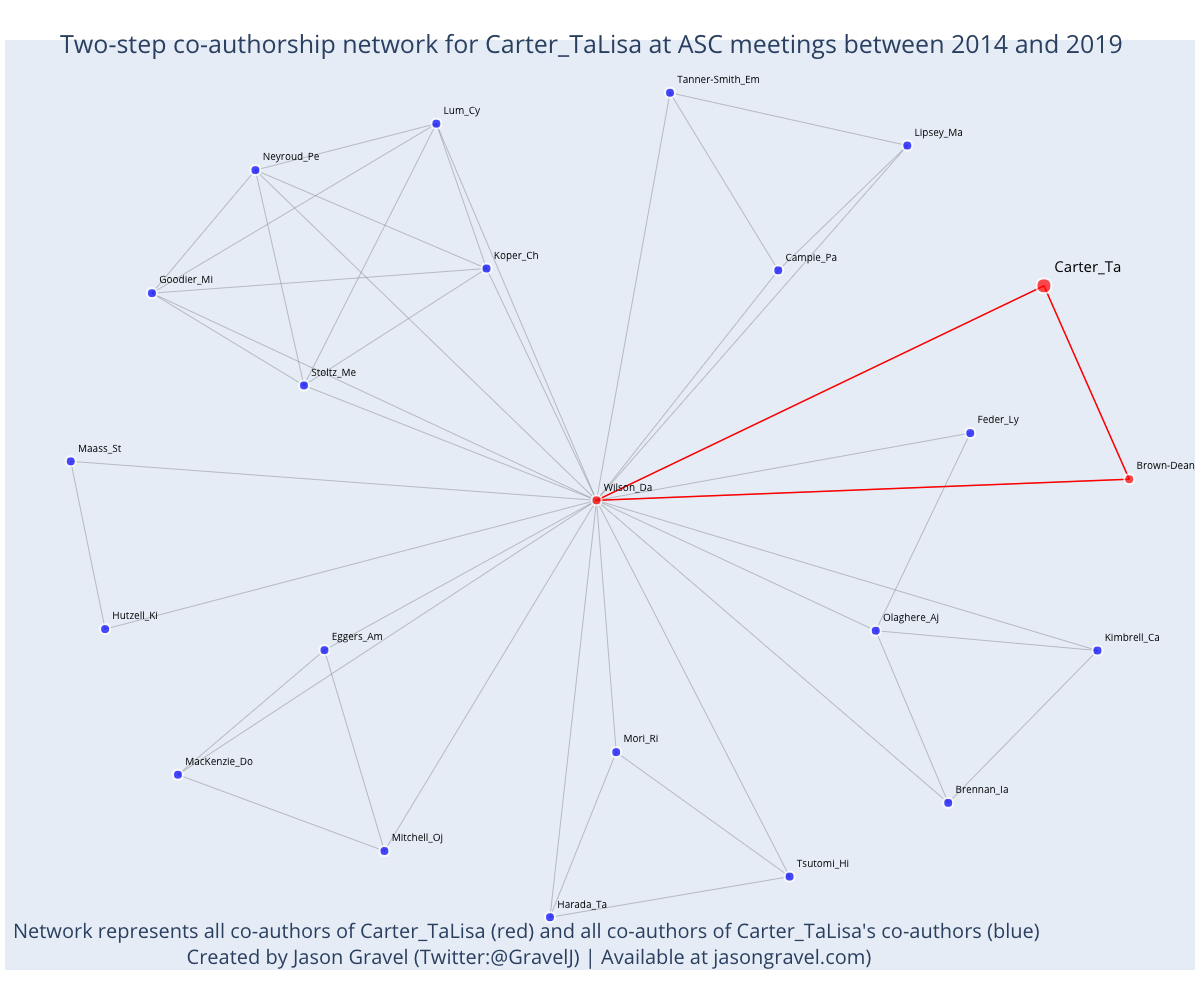 Two-step co-authorship network for Carter_TaLisa at ASC meetings between 2014 and 2019
Tanner-Smith_Em
Lum_Cy
Lipsey_Ma
Neyroud_Pe
Koper_Ch
Campie_Pa
Carter_Ta
Goodier_Mi
Stoltz_Me
Feder_Ly
Maass_St
Brown-Dean
Wilson_Da
Hutzell_Ki
Olaghere_Aj
Eggers_Am
Kimbrell_Ca
Mori_Ri
MacKenzie_Do
Brennan_Ia
Mitchell_Oj
Tsutomi_Hi
Harada_Ta
Network represents all co-authors of Carter_TaLisa (red) and all co-authors of Carter_TaLisa's co-authors (blue)
Created by Jason Gravel (Twitter:@GravelJ) | Available at jasongravel.com)